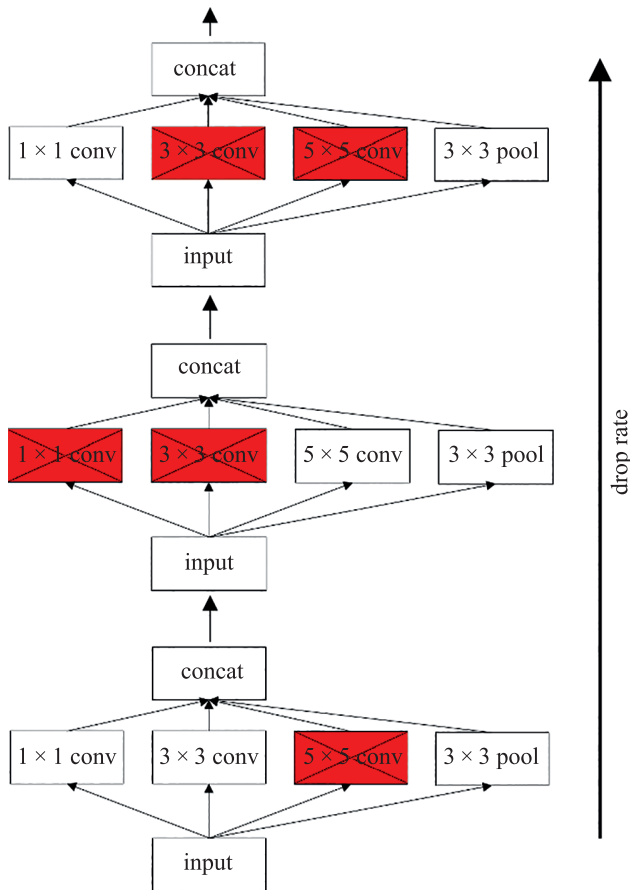 concat
1 × 1 conv
3 × 3 conv
5 × 5 conv
3 × 3 pool
input
concat
1 × 1 conv
3 × 3 conv
5 × 5 conv
3 × 3 pool
input
concat
1 × 1 conv
3 × 3 conv
5 × 5 conv
3 × 3 pool
input
drop rate